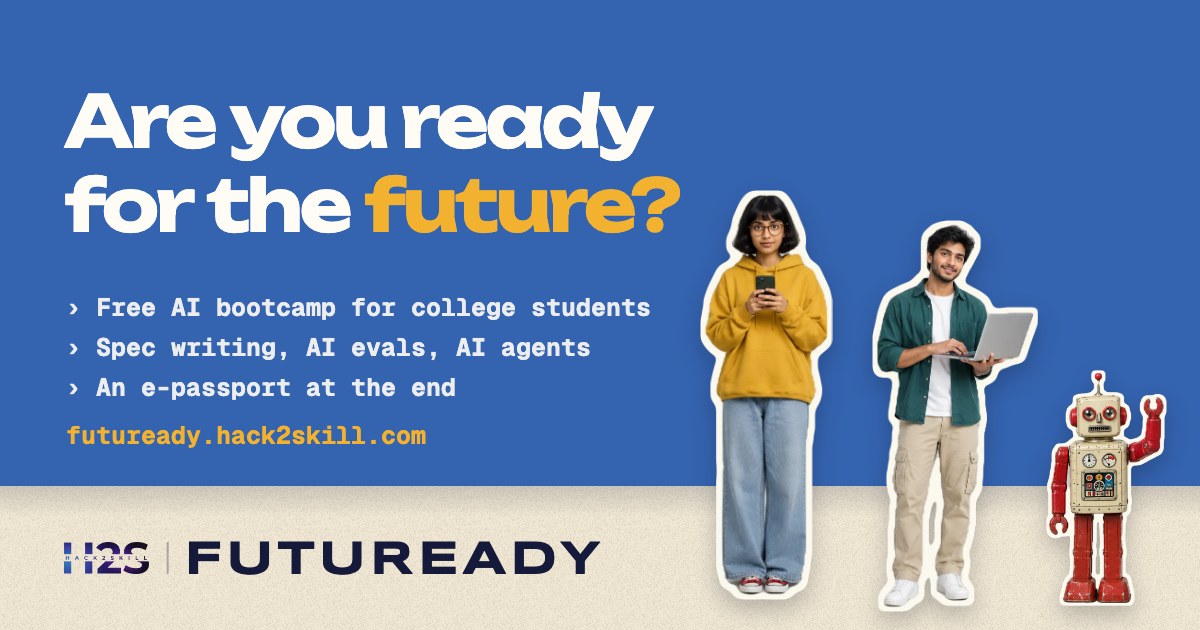 Are you ready
for the future?
› Free AI bootcamp for college students
› Spec writing, AI evals, AI agents
› An e-passport at the end
futuready.hack2skill.com
H2S
HACK2SKILL
FUTUREADY